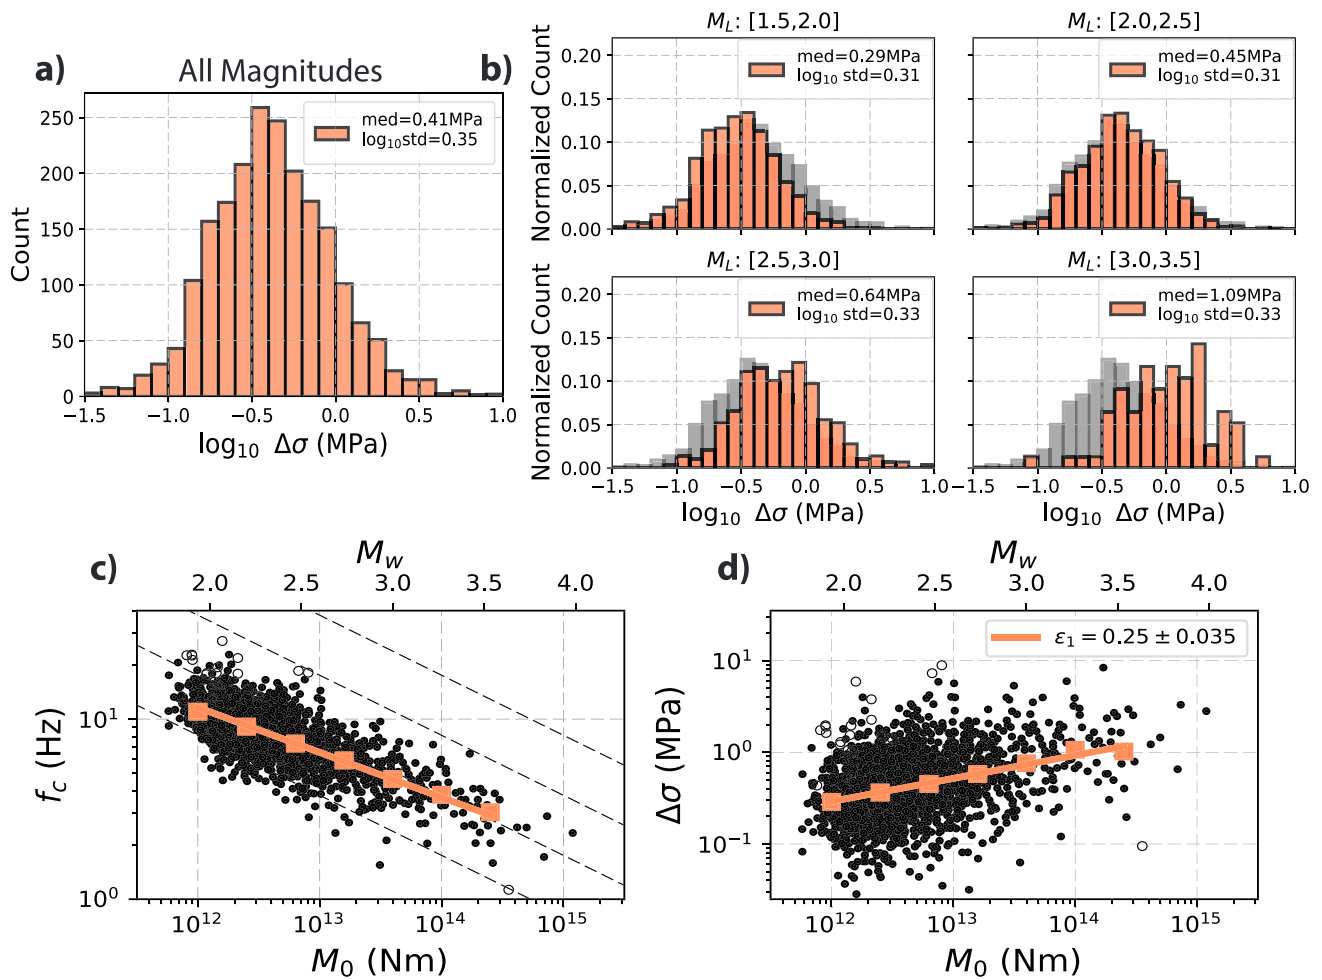 a)
All Magnitudes
med=0.41MPa
log10std=0.35
Count
250
200
150
100
50
0
−1.5 −1.0 −0.5 0.0 0.5 1.0
log10 Δσ (MPa)
b)
ML: [1.5,2.0]
med=0.29MPa
log10 std=0.31
Normalized Count
0.20
0.15
0.10
0.05
0.00
ML: [2.0,2.5]
med=0.45MPa
log10 std=0.31
ML: [2.5,3.0]
med=0.64MPa
log10 std=0.33
Normalized Count
0.20
0.15
0.10
0.05
0.00
−1.5 −1.0 −0.5 0.0 0.5 1.0
log10 Δσ (MPa)
ML: [3.0,3.5]
med=1.09MPa
log10 std=0.33
−1.5 −1.0 −0.5 0.0 0.5 1.0
log10 Δσ (MPa)
c)
Mw
2.0 2.5 3.0 3.5 4.0
fc (Hz)
10^1
10^0
10^12 10^13 10^14 10^15
M0 (Nm)
d)
Mw
2.0 2.5 3.0 3.5 4.0
ε1 = 0.25 ± 0.035
Δσ (MPa)
10^1
10^0
10^−1
10^12 10^13 10^14 10^15
M0 (Nm)